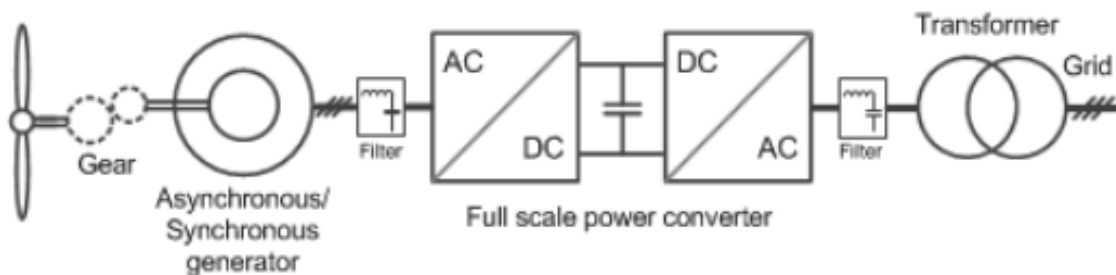 Gear
Asynchronous/
Synchronous
generator
Filter
AC
DC
DC
AC
Full scale power converter
Filter
Transformer
Grid